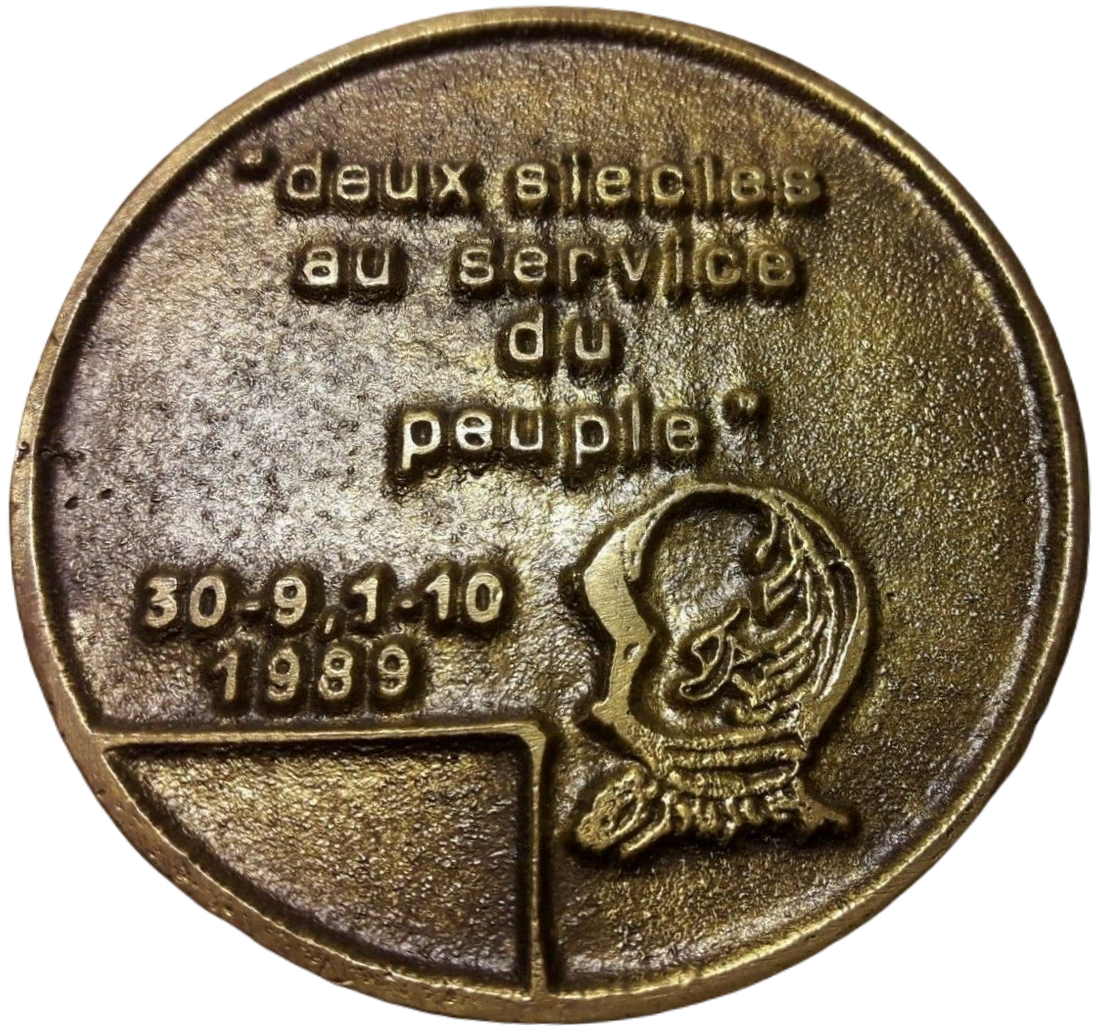 "deux siecles
au service
du
peuple"
30-9,1-10
1989